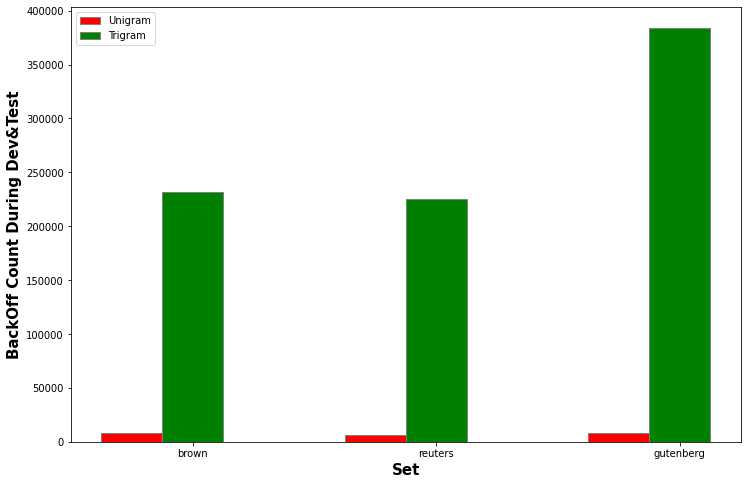 Unigram
Trigram
400000
350000
300000
250000
200000
150000
100000
50000
0
BackOff Count During Dev&Test
brown
reuters
gutenberg
Set